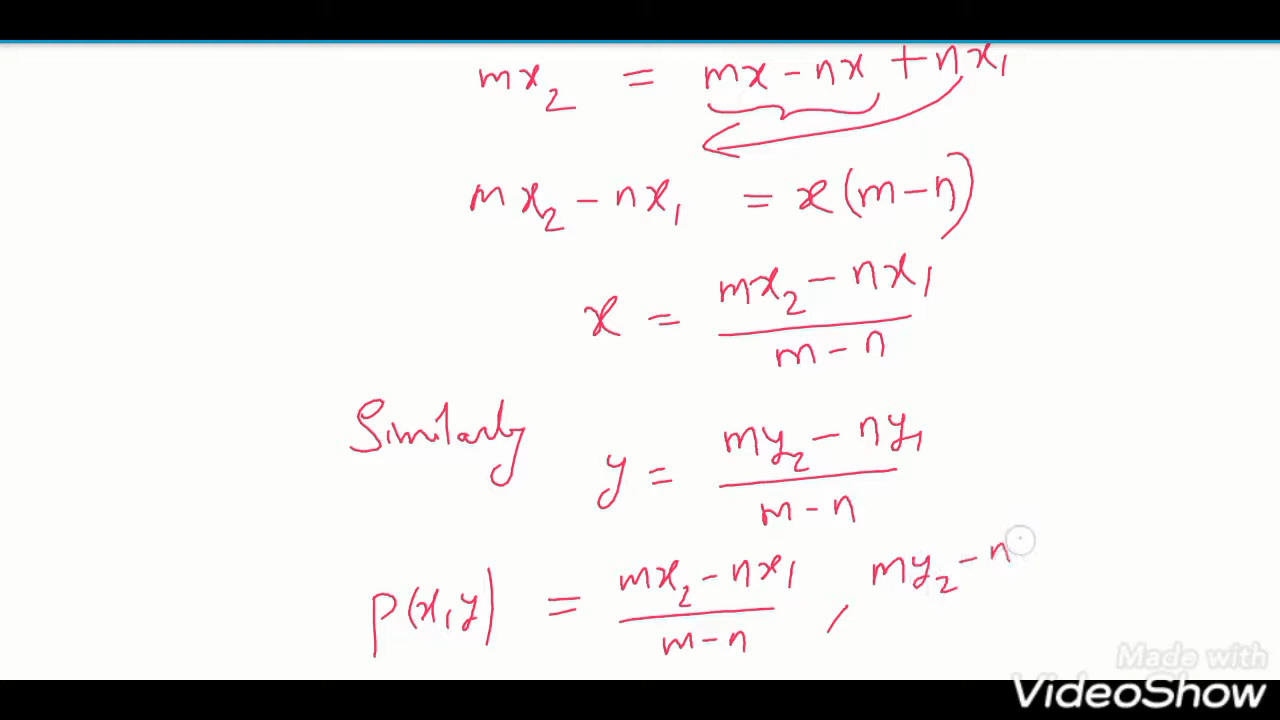 mx₂ = mx - nx + nx₁
mx₂ - nx₁ = x(m-n)
x = (mx₂ - nx₁)/(m - n)
Similarly
y = (my₂ - ny₁)/(m - n)
P(x,y) = (mx₂ - nx₁)/(m-n) , my₂ - n
Made with
VideoShow